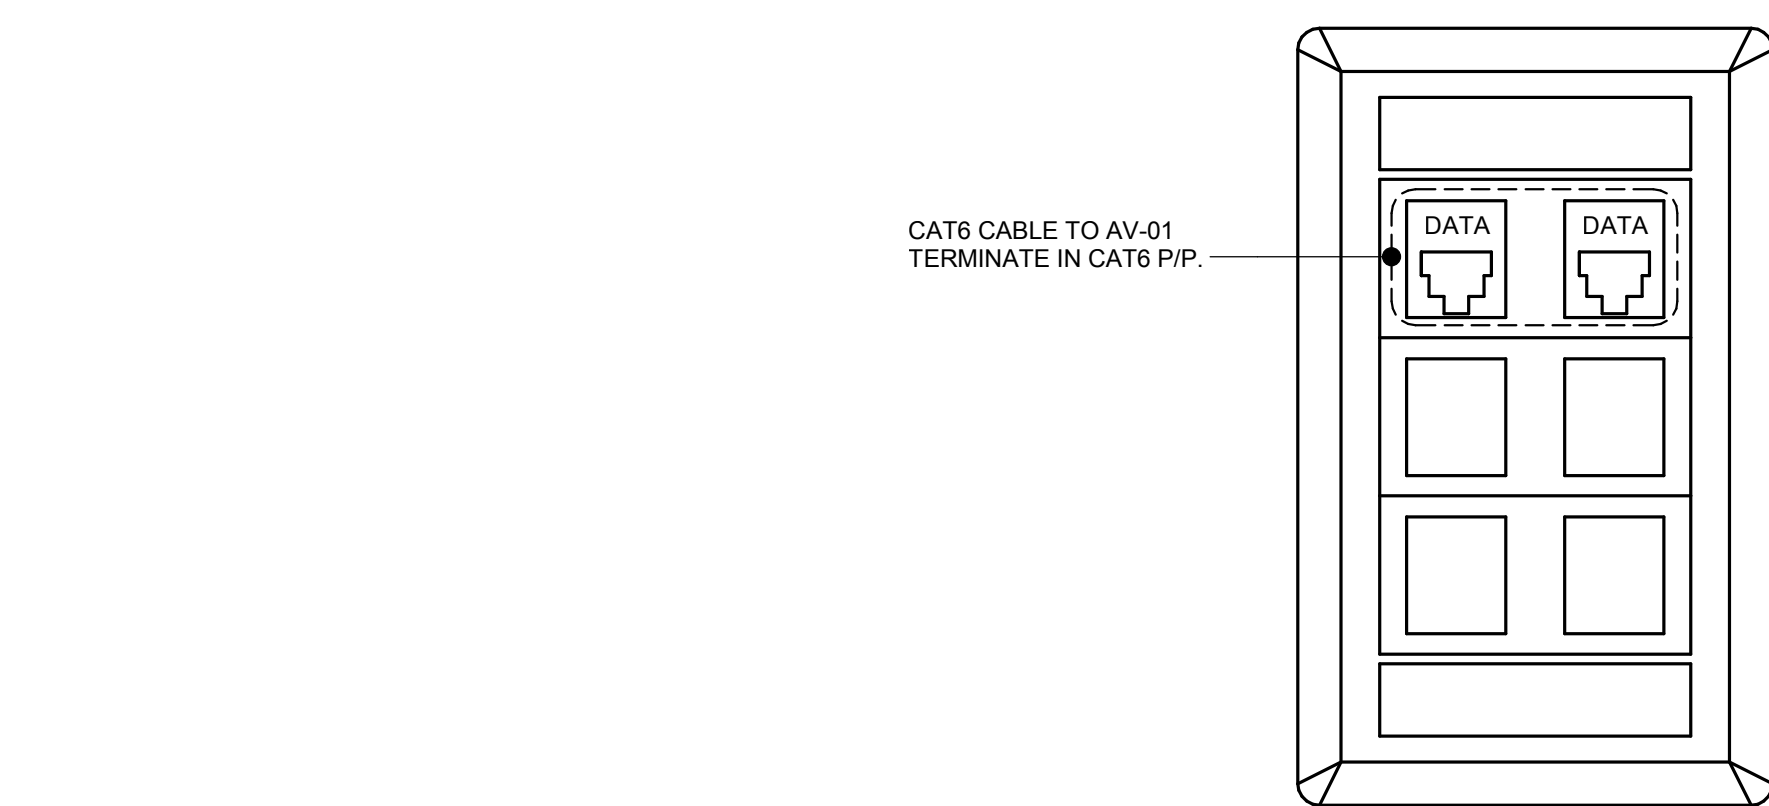 CAT6 CABLE TO AV-01
TERMINATE IN CAT6 P/P.
DATA
DATA